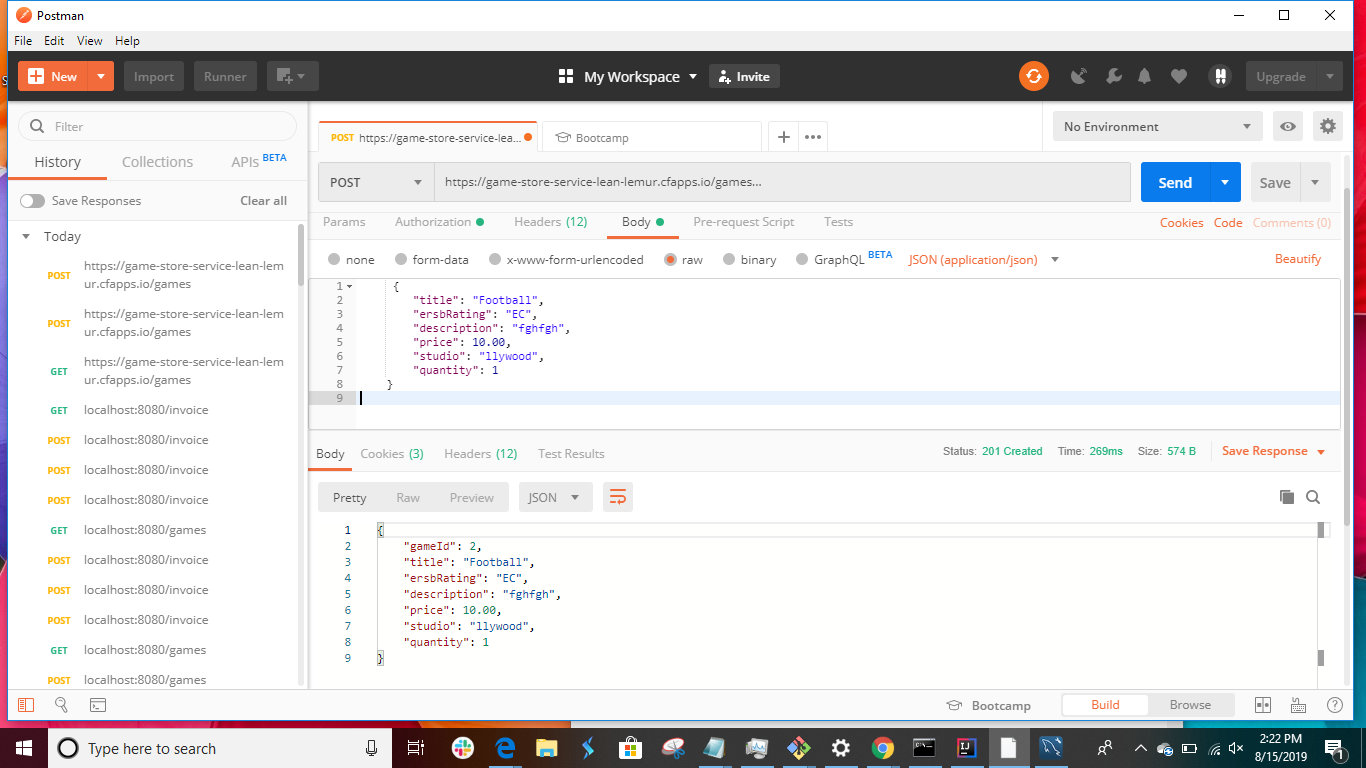 Postman
File Edit View Help
New Import Runner My Workspace Invite Upgrade
Filter
History Collections APIs BETA
Save Responses Clear all
Today
POST https://game-store-service-lean-lem
ur.cfapps.io/games
POST https://game-store-service-lean-lem
ur.cfapps.io/games
GET https://game-store-service-lean-lem
ur.cfapps.io/games
GET localhost:8080/invoice
POST localhost:8080/invoice
POST localhost:8080/invoice
POST localhost:8080/invoice
GET localhost:8080/games
POST localhost:8080/invoice
POST localhost:8080/invoice
POST localhost:8080/invoice
GET localhost:8080/games
POST localhost:8080/games
POST https://game-store-service-lea... Bootcamp + ••• No Environment
POST https://game-store-service-lean-lemur.cfapps.io/games... Send Save
Params Authorization Headers (12) Body Pre-request Script Tests Cookies Code Comments (0)
none form-data x-www-form-urlencoded raw binary GraphQL BETA JSON (application/json) Beautify
1 {
2 "title": "Football",
3 "ersbRating": "EC",
4 "description": "fghfgh",
5 "price": 10.00,
6 "studio": "llywood",
7 "quantity": 1
8 }
9
Body Cookies (3) Headers (12) Test Results Status: 201 Created Time: 269ms Size: 574 B Save Response
Pretty Raw Preview JSON
1 {
2 "gameId": 2,
3 "title": "Football",
4 "ersbRating": "EC",
5 "description": "fghfgh",
6 "price": 10.00,
7 "studio": "llywood",
8 "quantity": 1
9 }
Bootcamp Build Browse
Type here to search
2:22 PM
8/15/2019
1